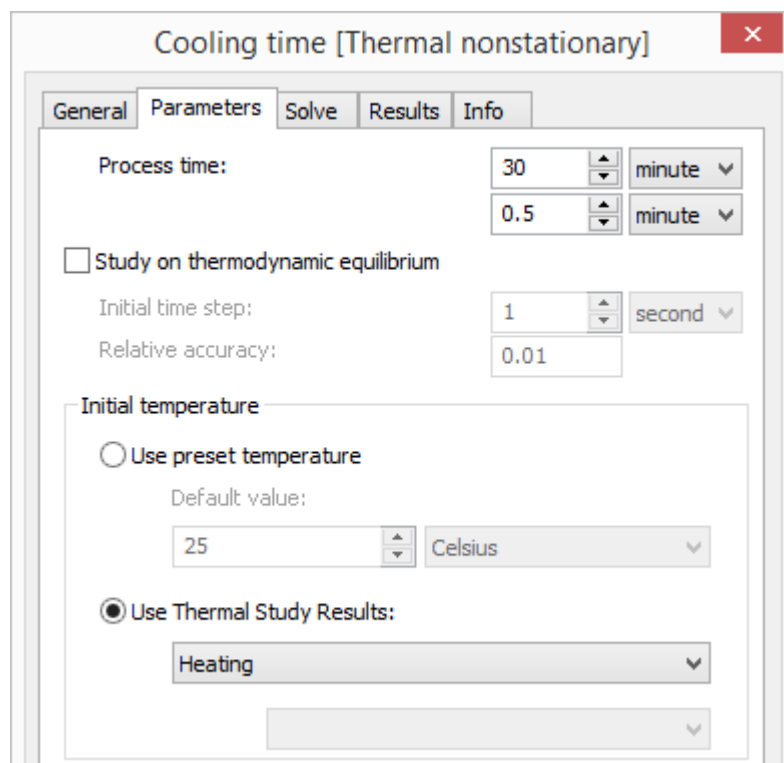 Cooling time [Thermal nonstationary]
General Parameters Solve Results Info
Process time: 30 minute
0.5 minute
Study on thermodynamic equilibrium
Initial time step: 1 second
Relative accuracy: 0.01
Initial temperature
Use preset temperature
Default value:
25 Celsius
Use Thermal Study Results:
Heating